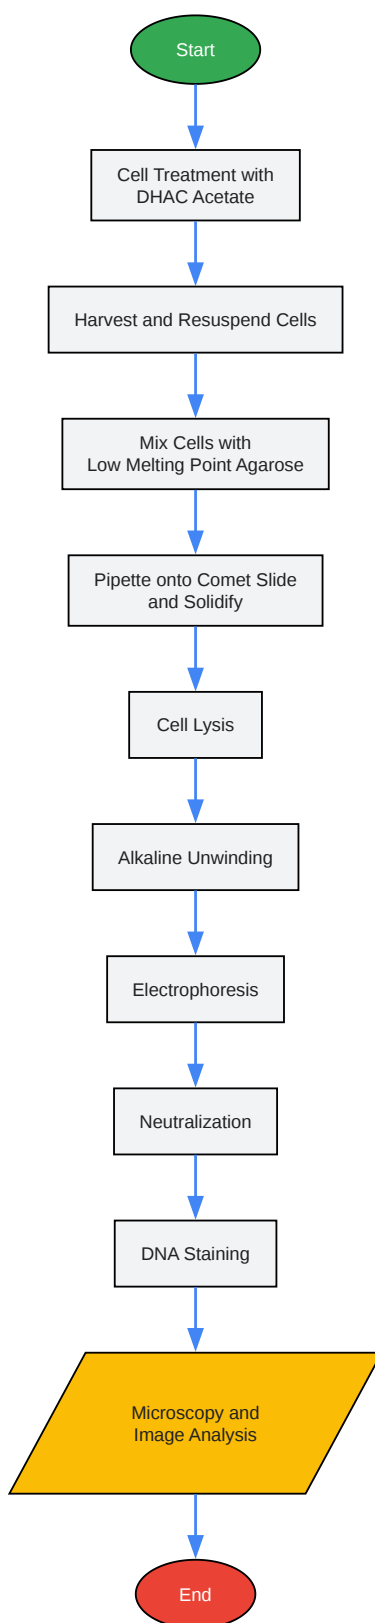 Start
Cell Treatment with
DHAC Acetate
Harvest and Resuspend Cells
Mix Cells with
Low Melting Point Agarose
Pipette onto Comet Slide
and Solidify
Cell Lysis
Alkaline Unwinding
Electrophoresis
Neutralization
DNA Staining
Microscopy and
Image Analysis
End